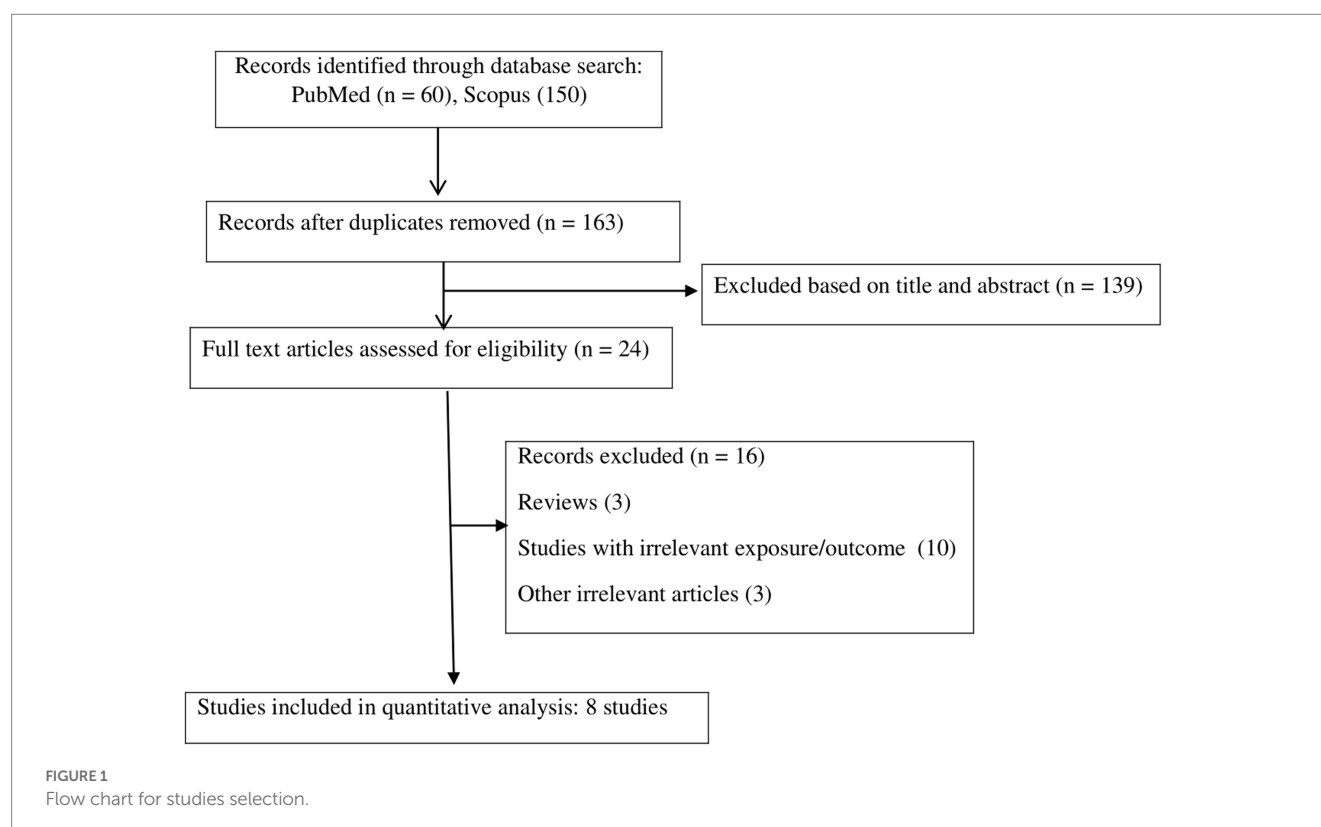 Records identified through database search:
PubMed (n = 60), Scopus (150)
Records after duplicates removed (n = 163)
Excluded based on title and abstract (n = 139)
Full text articles assessed for eligibility (n = 24)
Records excluded (n = 16)
Reviews (3)
Studies with irrelevant exposure/outcome (10)
Other irrelevant articles (3)
Studies included in quantitative analysis: 8 studies
FIGURE 1
Flow chart for studies selection.